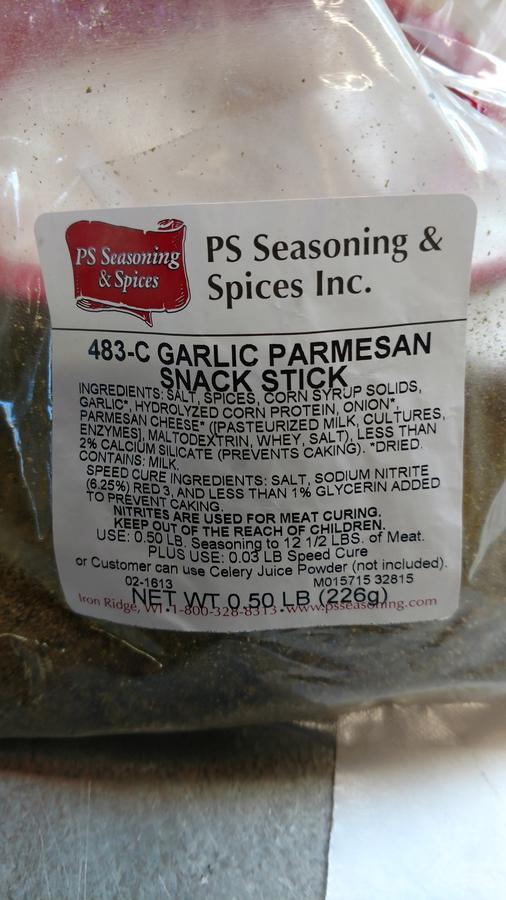 PS Seasoning
& Spices
PS Seasoning &
Spices Inc.
483-C GARLIC PARMESAN
SNACK STICK
INGREDIENTS: SALT, SPICES, CORN SYRUP SOLIDS,
GARLIC*, HYDROLYZED CORN PROTEIN, ONION*,
PARMESAN CHEESE* ([PASTEURIZED MILK, CULTURES,
ENZYMES], MALTODEXTRIN, WHEY, SALT), LESS THAN
2% CALCIUM SILICATE (PREVENTS CAKING). *DRIED.
CONTAINS: MILK.
SPEED CURE INGREDIENTS: SALT, SODIUM NITRITE
(6.25%) RED 3, AND LESS THAN 1% GLYCERIN ADDED
TO PREVENT CAKING.
NITRITES ARE USED FOR MEAT CURING.
KEEP OUT OF THE REACH OF CHILDREN.
USE: 0.50 LB. Seasoning to 12 1/2 LBS. of Meat.
PLUS USE: 0.03 LB Speed Cure
or Customer can use Celery Juice Powder (not included).
02-1613 M015715 32815
NET WT 0.50 LB (226g)
Iron Ridge, WI . 1-800-328-8313 . www.psseasoning.com